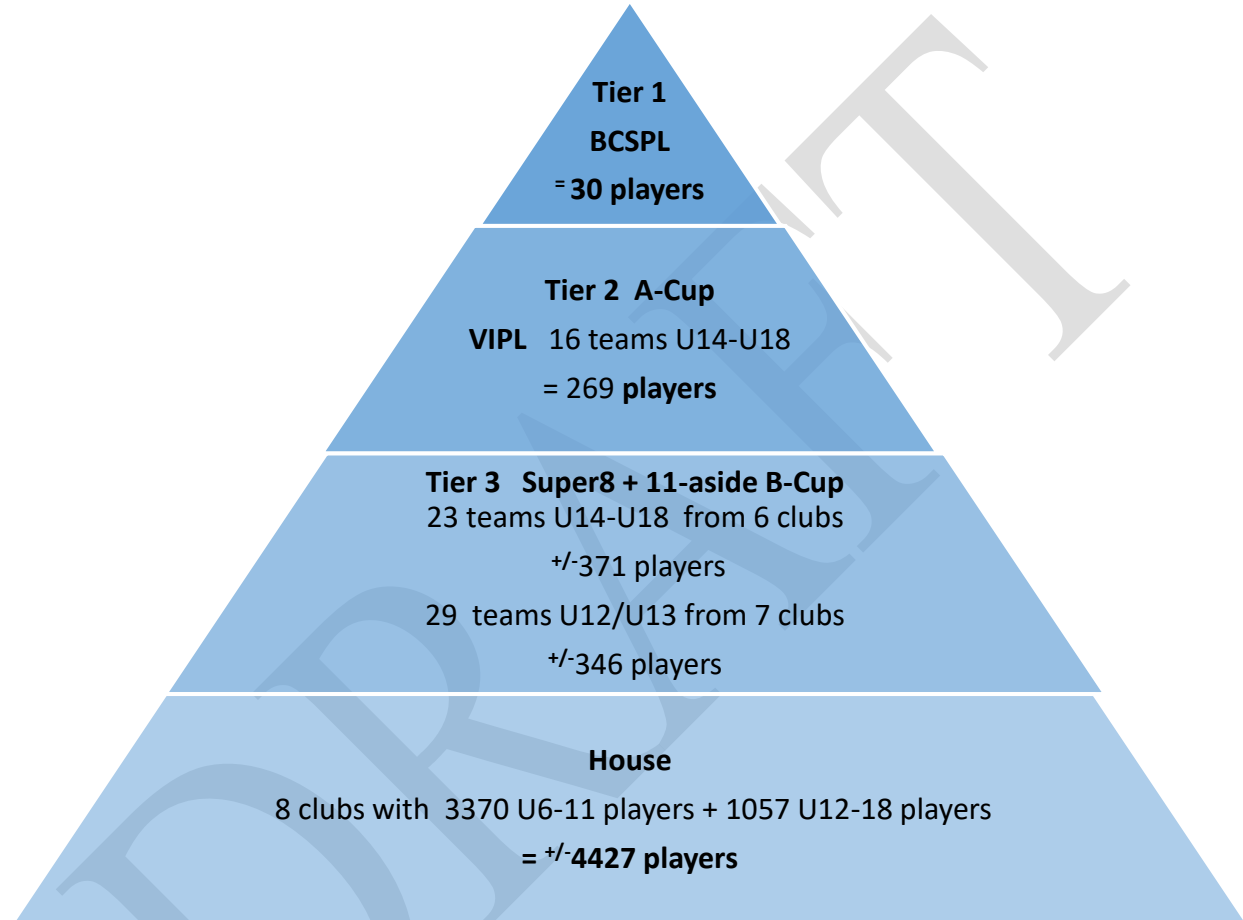 Tier 1
BCSPL
= 30 players
Tier 2 A-Cup
VIPL 16 teams U14-U18
= 269 players
Tier 3 Super8 + 11-aside B-Cup
23 teams U14-U18 from 6 clubs
+/-371 players
29 teams U12/U13 from 7 clubs
+/-346 players
House
8 clubs with 3370 U6-11 players + 1057 U12-18 players
= +/-4427 players
DRAFT